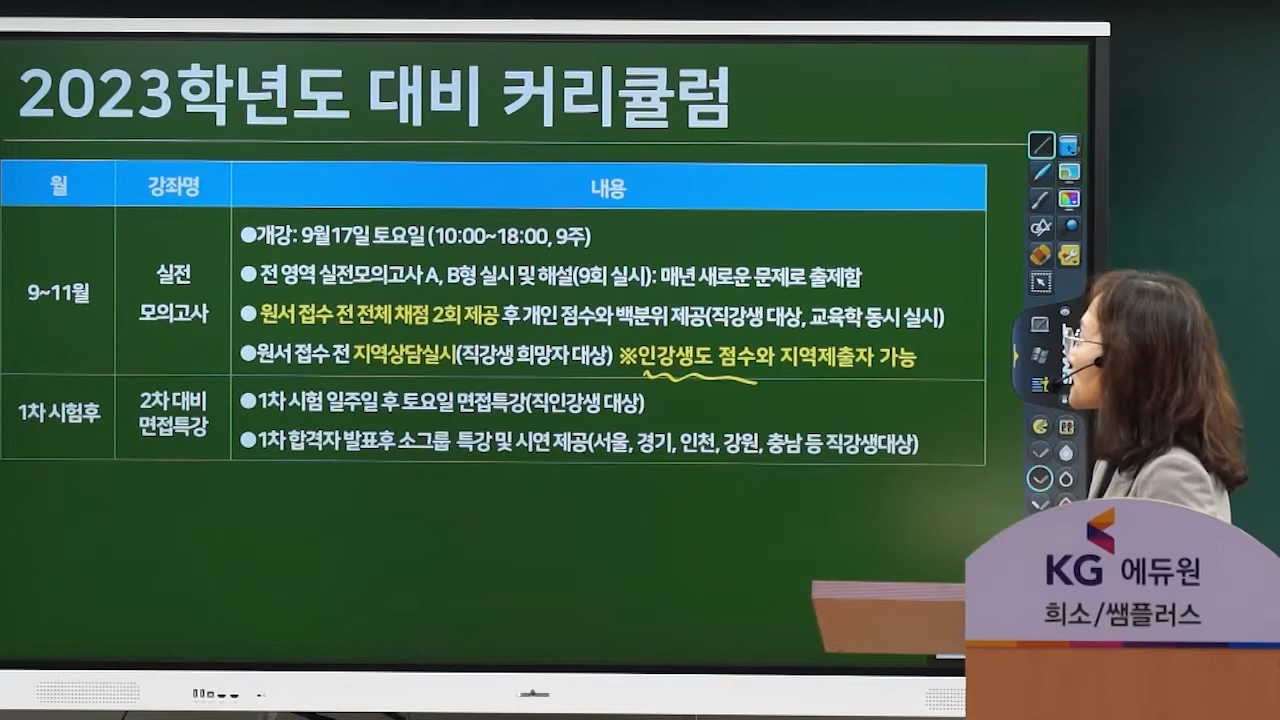 2023학년도 대비 커리큘럼
월 강좌명 내용
9~11월
실전
모의고사
●개강: 9월17일 토요일 (10:00~18:00, 9주)
● 전 영역 실전모의고사 A, B형 실시 및 해설(9회 실시): 매년 새로운 문제로 출제함
● 원서 접수 전 전체 채점 2회 제공 후 개인 점수와 백분위 제공(직강생 대상, 교육학 동시 실시)
●원서 접수 전 지역상담실시(직강생 희망자 대상) ※인강생도 점수와 지역제출자 가능
1차 시험후
2차 대비
면접특강
●1차 시험 일주일 후 토요일 면접특강(직인강생 대상)
●1차 합격자 발표후 소그룹 특강 및 시연 제공(서울, 경기, 인천, 강원, 충남 등 직강생대상)
KG 에듀원
희소/쌤플러스